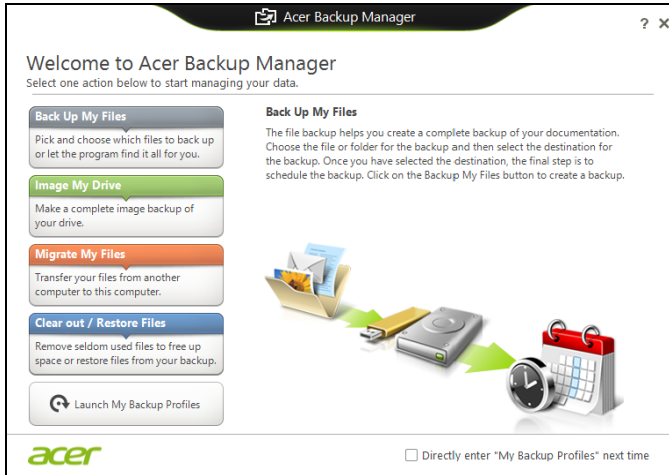 Acer Backup Manager
? X
Welcome to Acer Backup Manager
Select one action below to start managing your data.
Back Up My Files
Pick and choose which files to back up
or let the program find it all for you.
Image My Drive
Make a complete image backup of
your drive.
Migrate My Files
Transfer your files from another
computer to this computer.
Clear out / Restore Files
Remove seldom used files to free up
space or restore files from your backup.
Launch My Backup Profiles
Back Up My Files
The file backup helps you create a complete backup of your documentation.
Choose the file or folder for the backup and then select the destination for
the backup. Once you have selected the destination, the final step is to
schedule the backup. Click on the Backup My Files button to create a backup.
acer
Directly enter "My Backup Profiles" next time